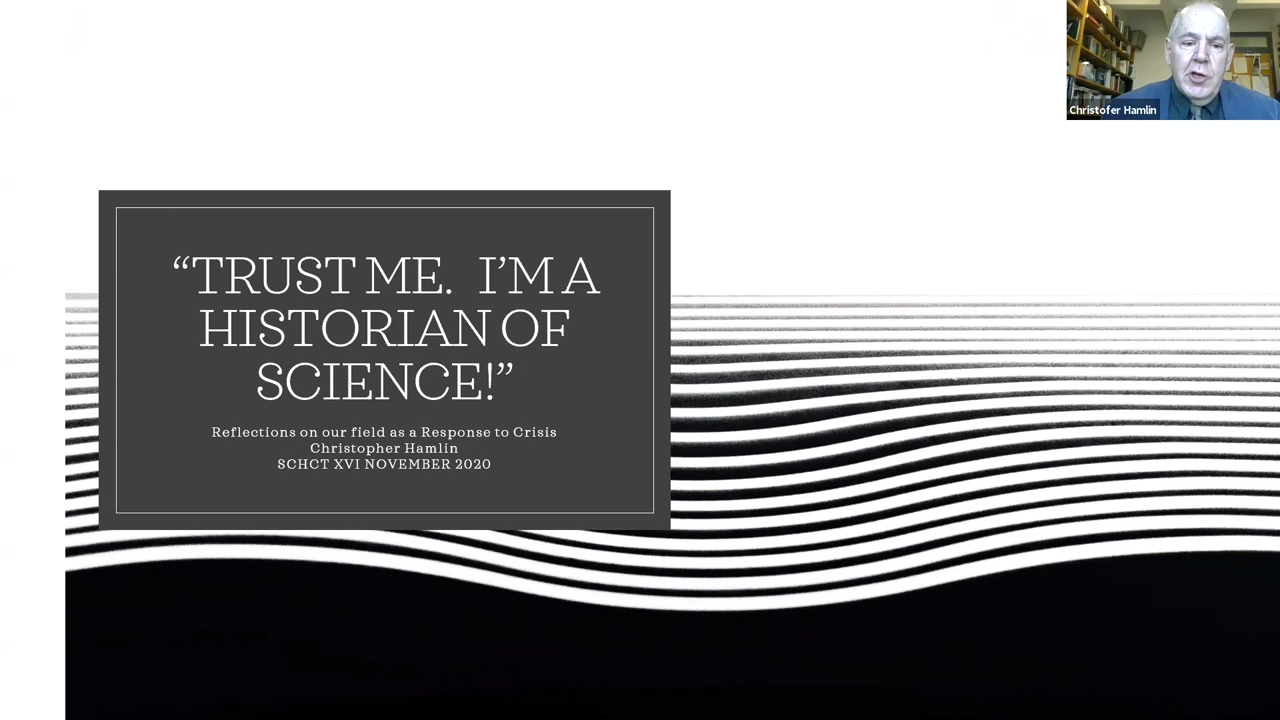 Christofer Hamlin
“TRUST ME. I’M A
HISTORIAN OF
SCIENCE!”
Reflections on our field as a Response to Crisis
Christopher Hamlin
SCHCT XVI NOVEMBER 2020